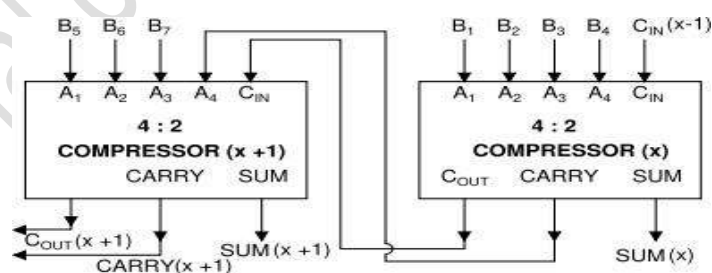 B5 B6 B7 B1 B2 B3 B4 CIN(x-1)
A1 A2 A3 A4 CIN A1 A2 A3 A4 CIN
4 : 2 4 : 2
COMPRESSOR (x +1) COMPRESSOR (x)
CARRY SUM COUT CARRY SUM
COUT(x +1) SUM(x +1) SUM(x)
CARRY(x +1)